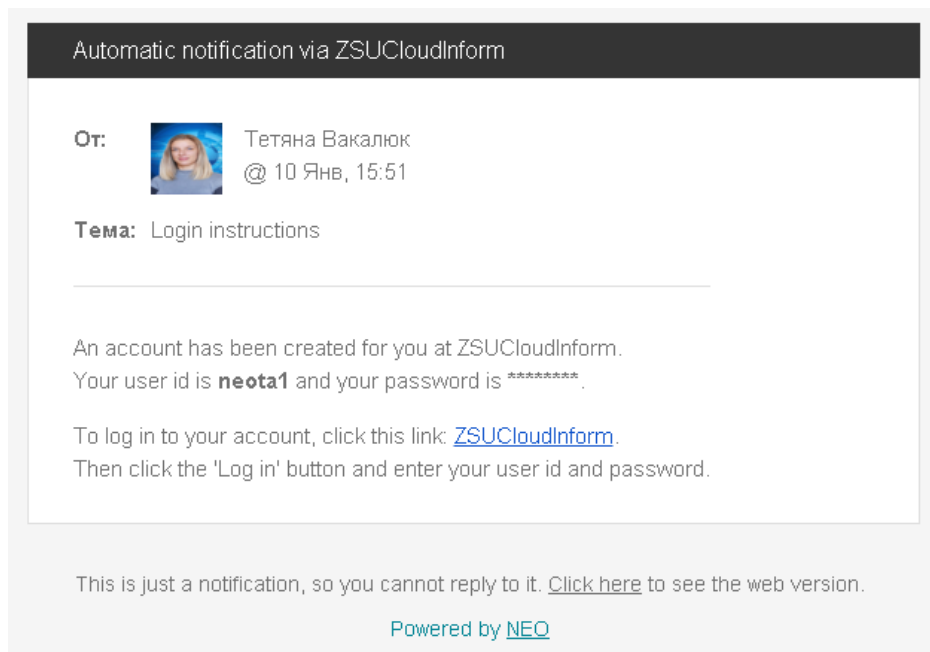 Automatic notification via ZSUCloudInform
От: Тетяна Вакалюк
@ 10 Янв, 15:51
Тема: Login instructions
An account has been created for you at ZSUCloudInform.
Your user id is neota1 and your password is ********.
To log in to your account, click this link: ZSUCloudInform.
Then click the 'Log in' button and enter your user id and password.
This is just a notification, so you cannot reply to it. Click here to see the web version.
Powered by NEO